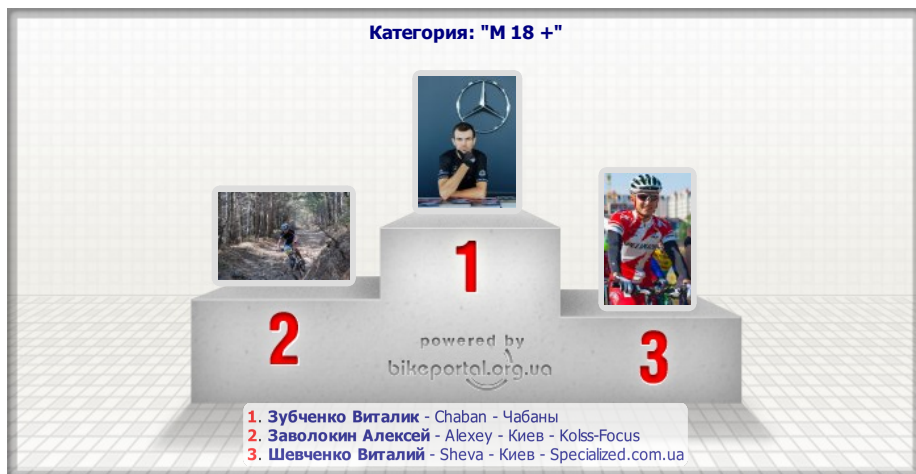 Категория: "М 18 +"
1
2
3
powered by
bikeportal.org.ua
1. Зубченко Виталик - Chaban - Чабаны
2. Заволокин Алексей - Alexey - Киев - Kolss-Focus
3. Шевченко Виталий - Sheva - Киев - Specialized.com.ua